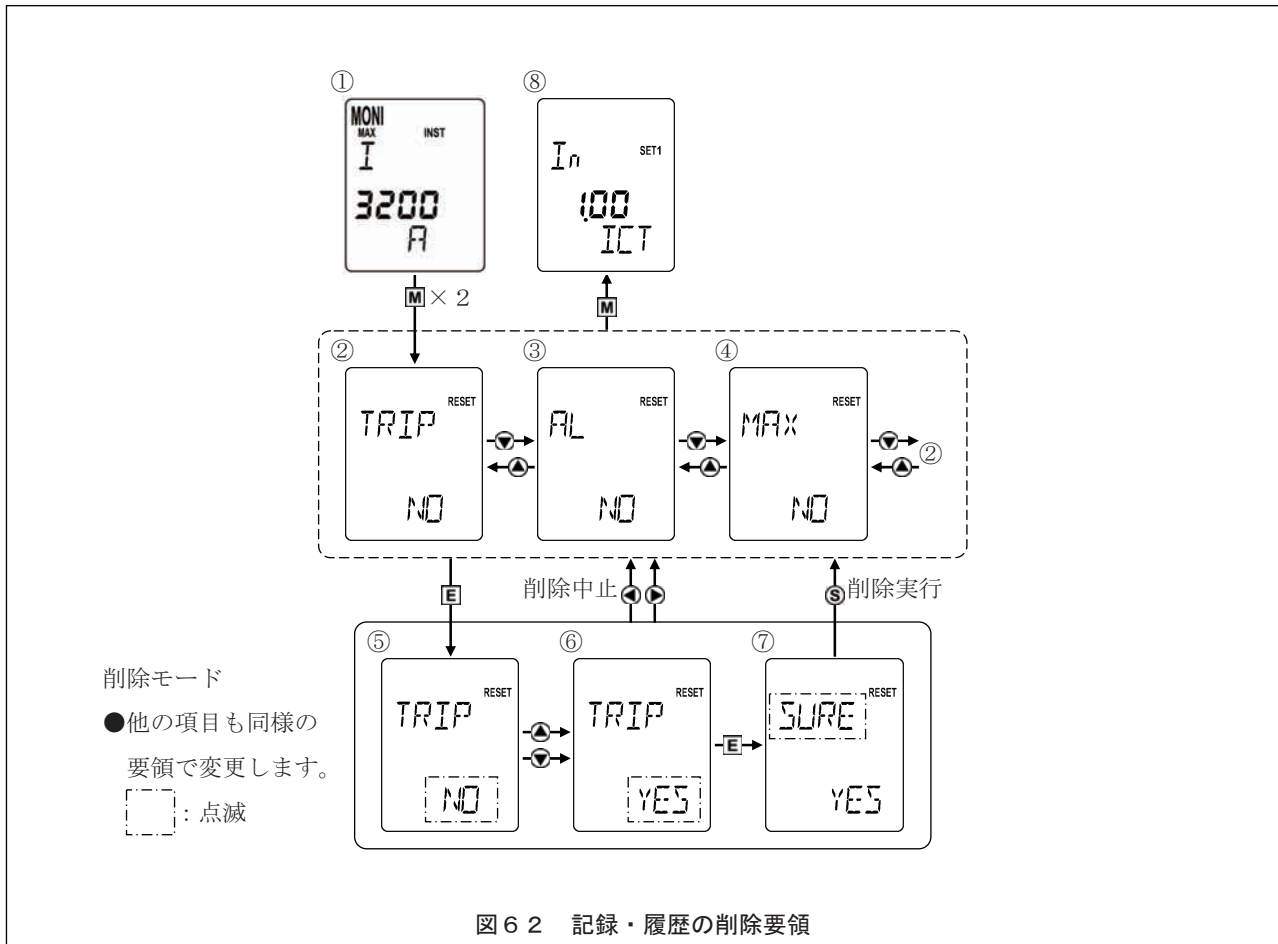 ① ⑧
MONI
MAX INST
I
3200
A
In SET1
1.00
ICT
M × 2
M
② ③ ④
RESET
TRIP
NO
RESET
AL
NO
RESET
MAX
NO
②
E
削除中止
S 削除実行
⑤ ⑥ ⑦
RESET
TRIP
NO
RESET
TRIP
YES
E
RESET
SURE
YES
削除モード
●他の項目も同様の
要領で変更します。
：点滅
図６２ 記録・履歴の削除要領